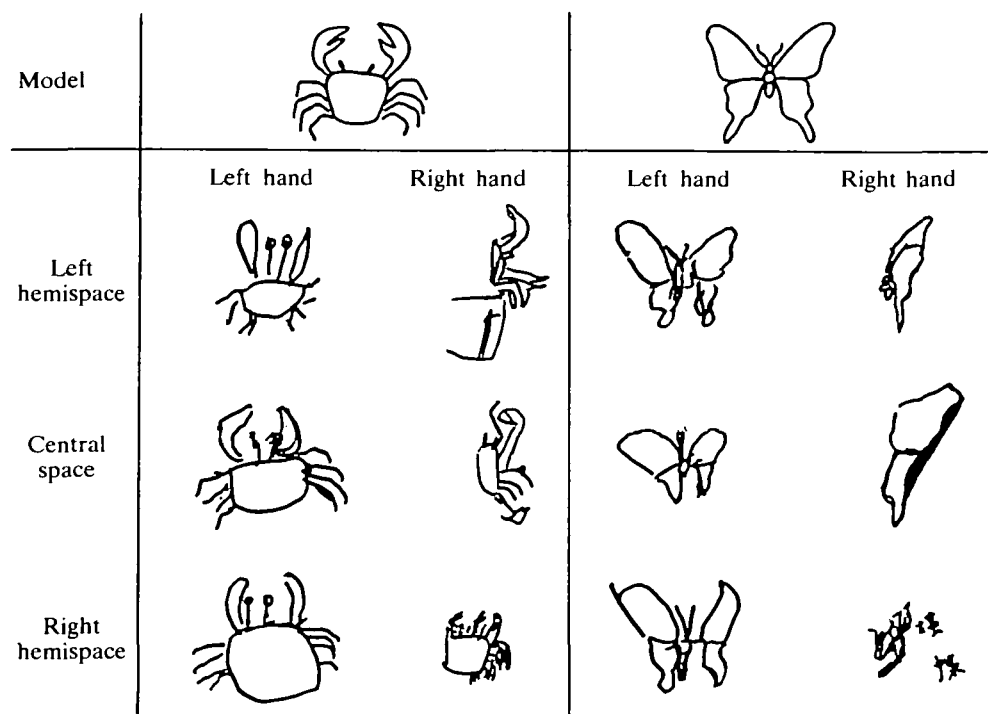 Model
Left hand Right hand Left hand Right hand
Left
hemispace
Central
space
Right
hemispace